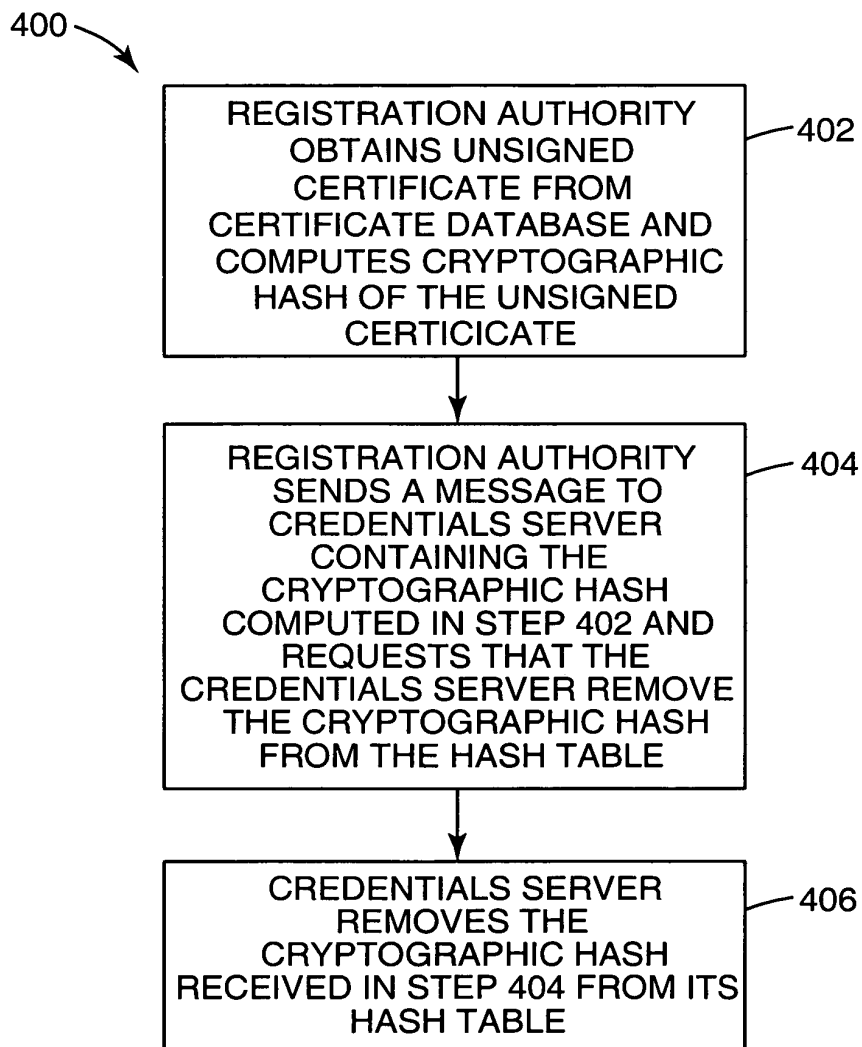 400
REGISTRATION AUTHORITY
OBTAINS UNSIGNED
CERTIFICATE FROM
CERTIFICATE DATABASE AND
COMPUTES CRYPTOGRAPHIC
HASH OF THE UNSIGNED
CERTICICATE
402
REGISTRATION AUTHORITY
SENDS A MESSAGE TO
CREDENTIALS SERVER
CONTAINING THE
CRYPTOGRAPHIC HASH
COMPUTED IN STEP 402 AND
REQUESTS THAT THE
CREDENTIALS SERVER REMOVE
THE CRYPTOGRAPHIC HASH
FROM THE HASH TABLE
404
CREDENTIALS SERVER
REMOVES THE
CRYPTOGRAPHIC HASH
RECEIVED IN STEP 404 FROM ITS
HASH TABLE
406